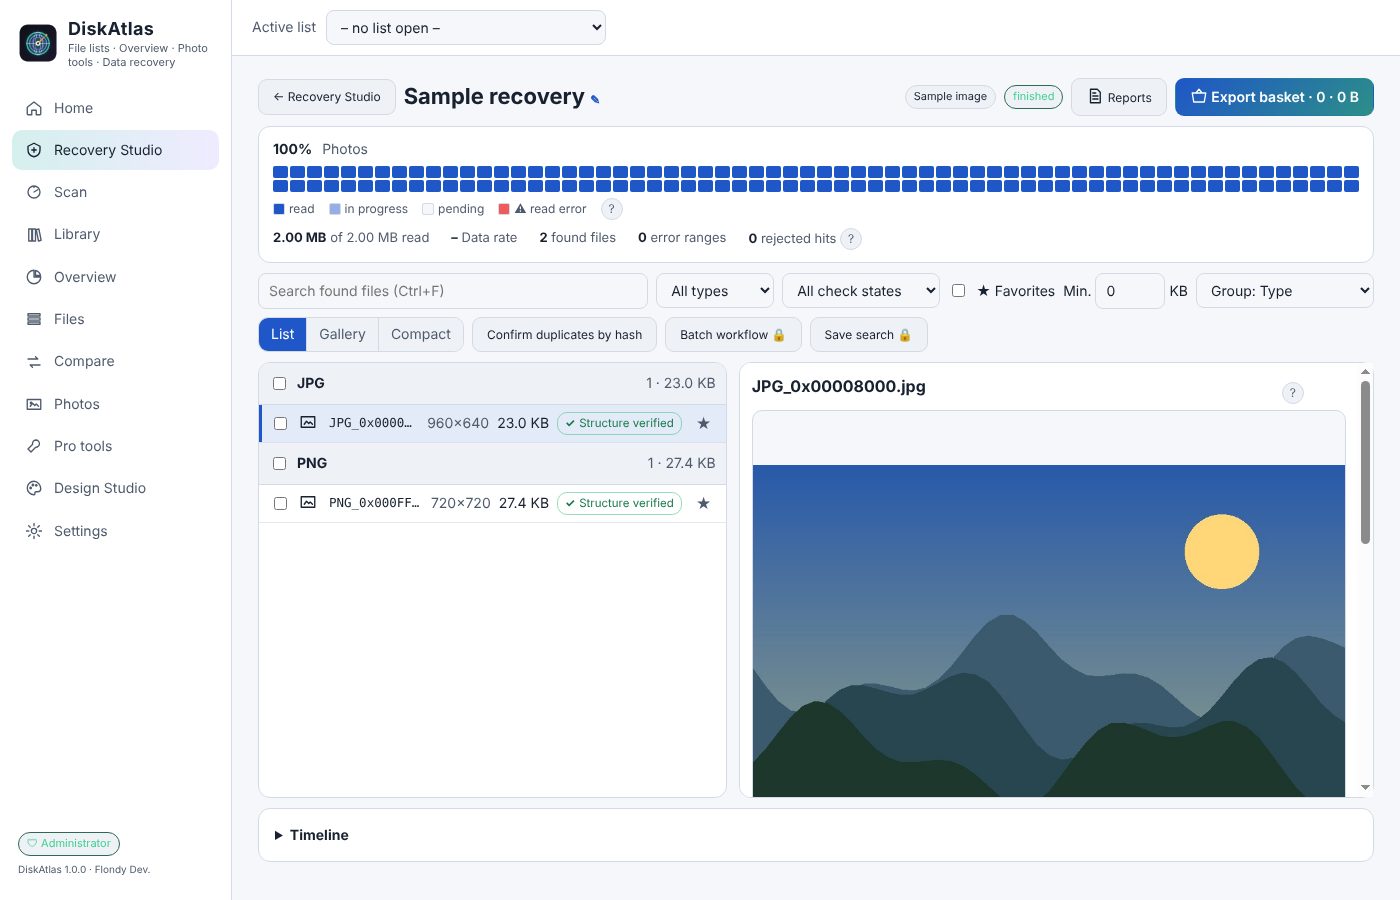 DiskAtlas
File lists · Overview · Photo
tools · Data recovery
Home
Recovery Studio
Scan
Library
Overview
Files
Compare
Photos
Pro tools
Design Studio
Settings
Administrator
DiskAtlas 1.0.0 · Flondy Dev.
Active list – no list open –
← Recovery Studio Sample recovery Sample image finished Reports Export basket · 0 · 0 B
100% Photos
read in progress pending read error ?
2.00 MB of 2.00 MB read – Data rate 2 found files 0 error ranges 0 rejected hits ?
Search found files (Ctrl+F) All types All check states ★ Favorites Min. 0 KB Group: Type
List Gallery Compact Confirm duplicates by hash Batch workflow 🔒 Save search 🔒
JPG 1 · 23.0 KB
JPG_0x0000… 960×640 23.0 KB ✓ Structure verified ★
PNG 1 · 27.4 KB
PNG_0x000FF… 720×720 27.4 KB ✓ Structure verified ★
JPG_0x00008000.jpg ?
Timeline